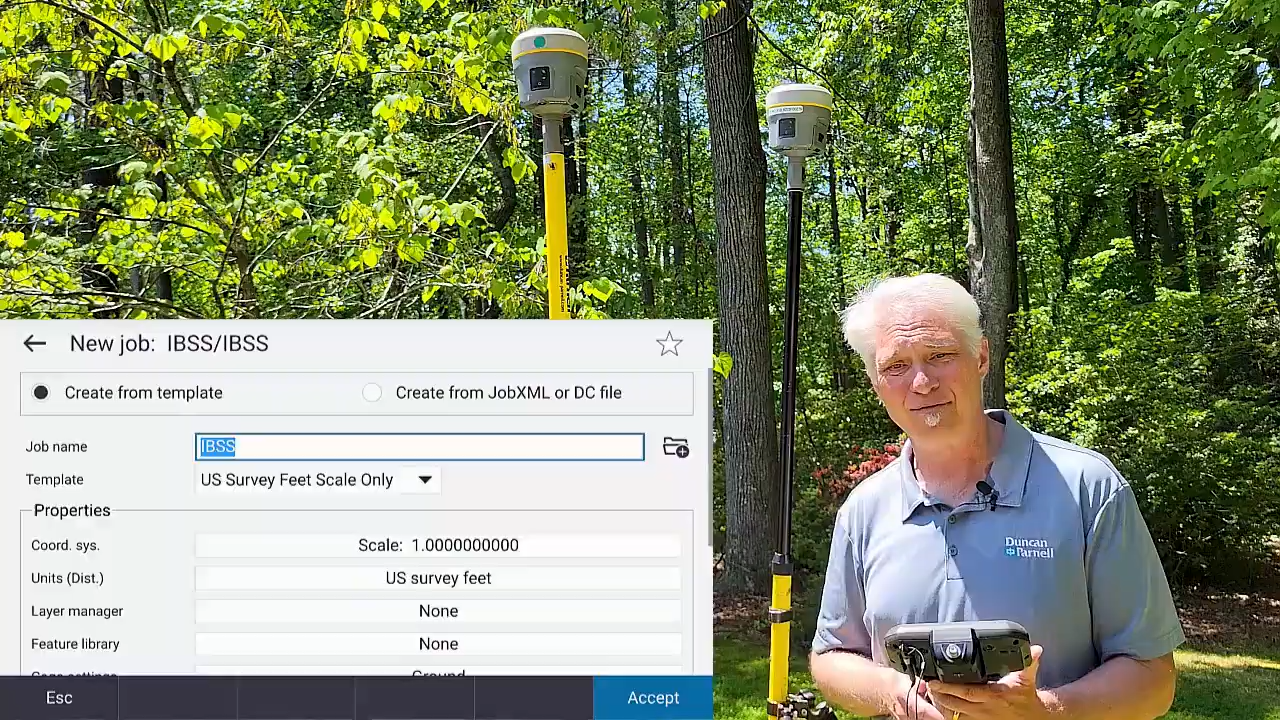 New job: IBSS/IBSS
Create from template
Create from JobXML or DC file
Job name
IBSS
Template
US Survey Feet Scale Only
Properties
Coord. sys.
Scale: 1.0000000000
Units (Dist.)
US survey feet
Layer manager
None
Feature library
None
Ground
Esc
Accept
Duncan
Parnell